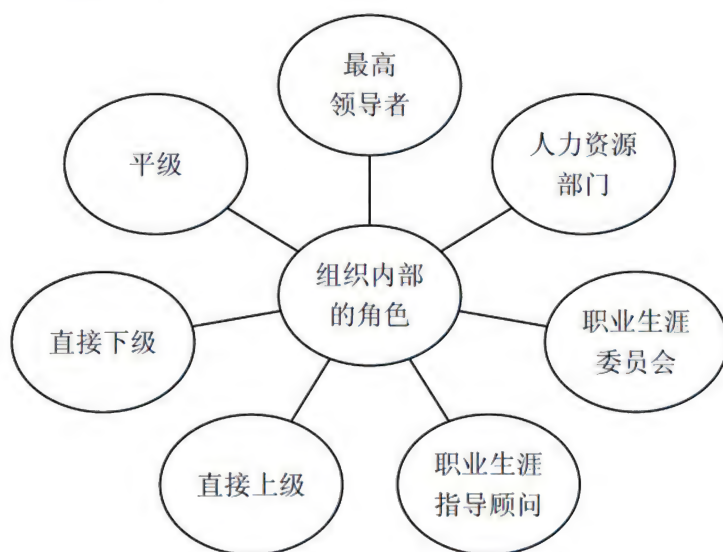 最高
领导者
人力资源
部门
平级
组织内部
的角色
直接下级
职业生涯
委员会
直接上级
职业生涯
指导顾问